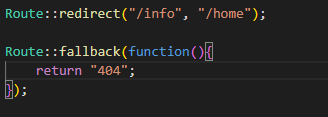 Route::redirect("/info", "/home");
Route::fallback(function(){
    return "404";
});